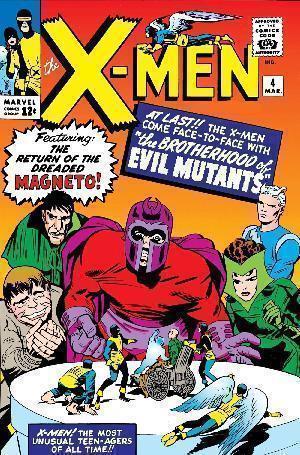 the
X-MEN
APPROVED
BY THE
COMICS
CODE
AUTHORITY
MARVEL
COMICS
GROUP
12¢
IND.
4
MAR.
AT LAST!! THE X-MEN
COME FACE-TO-FACE WITH
"the BROTHERHOOD of
EVIL MUTANTS"
Featuring:
THE
RETURN OF THE
DREADED
MAGNETO!
X-MEN! THE MOST
UNUSUAL TEEN-AGERS
OF ALL TIME!!